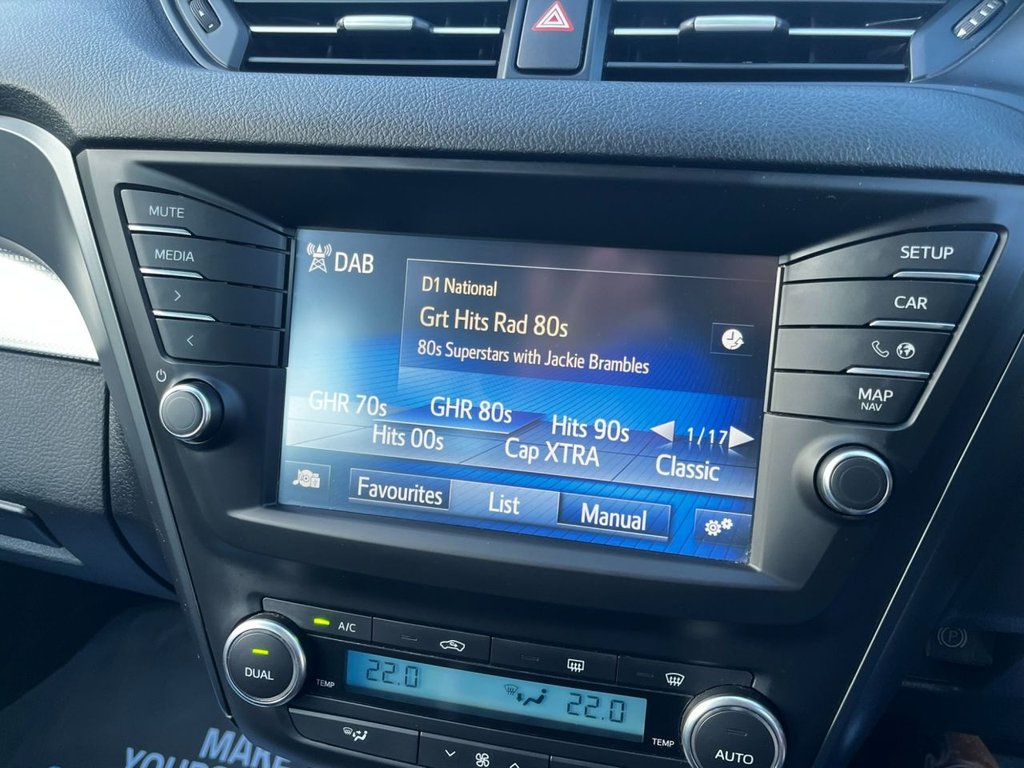 MUTE
MEDIA
SETUP
CAR
MAP
NAV
DAB
D1 National
Grt Hits Rad 80s
80s Superstars with Jackie Brambles
GHR 70s GHR 80s Hits 90s 1/17
Hits 00s Cap XTRA Classic
Favourites List Manual
A/C
DUAL
TEMP
22.0 22.0
TEMP
AUTO
P
MAKE